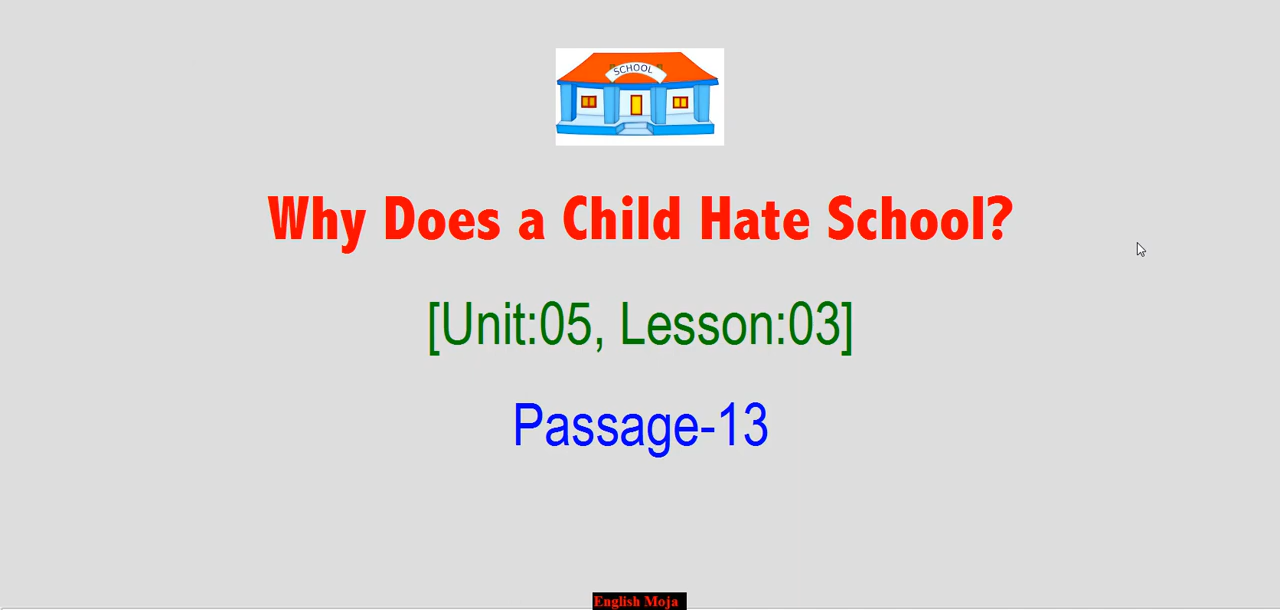 SCHOOL
Why Does a Child Hate School?
[Unit:05, Lesson:03]
Passage-13
English Moja